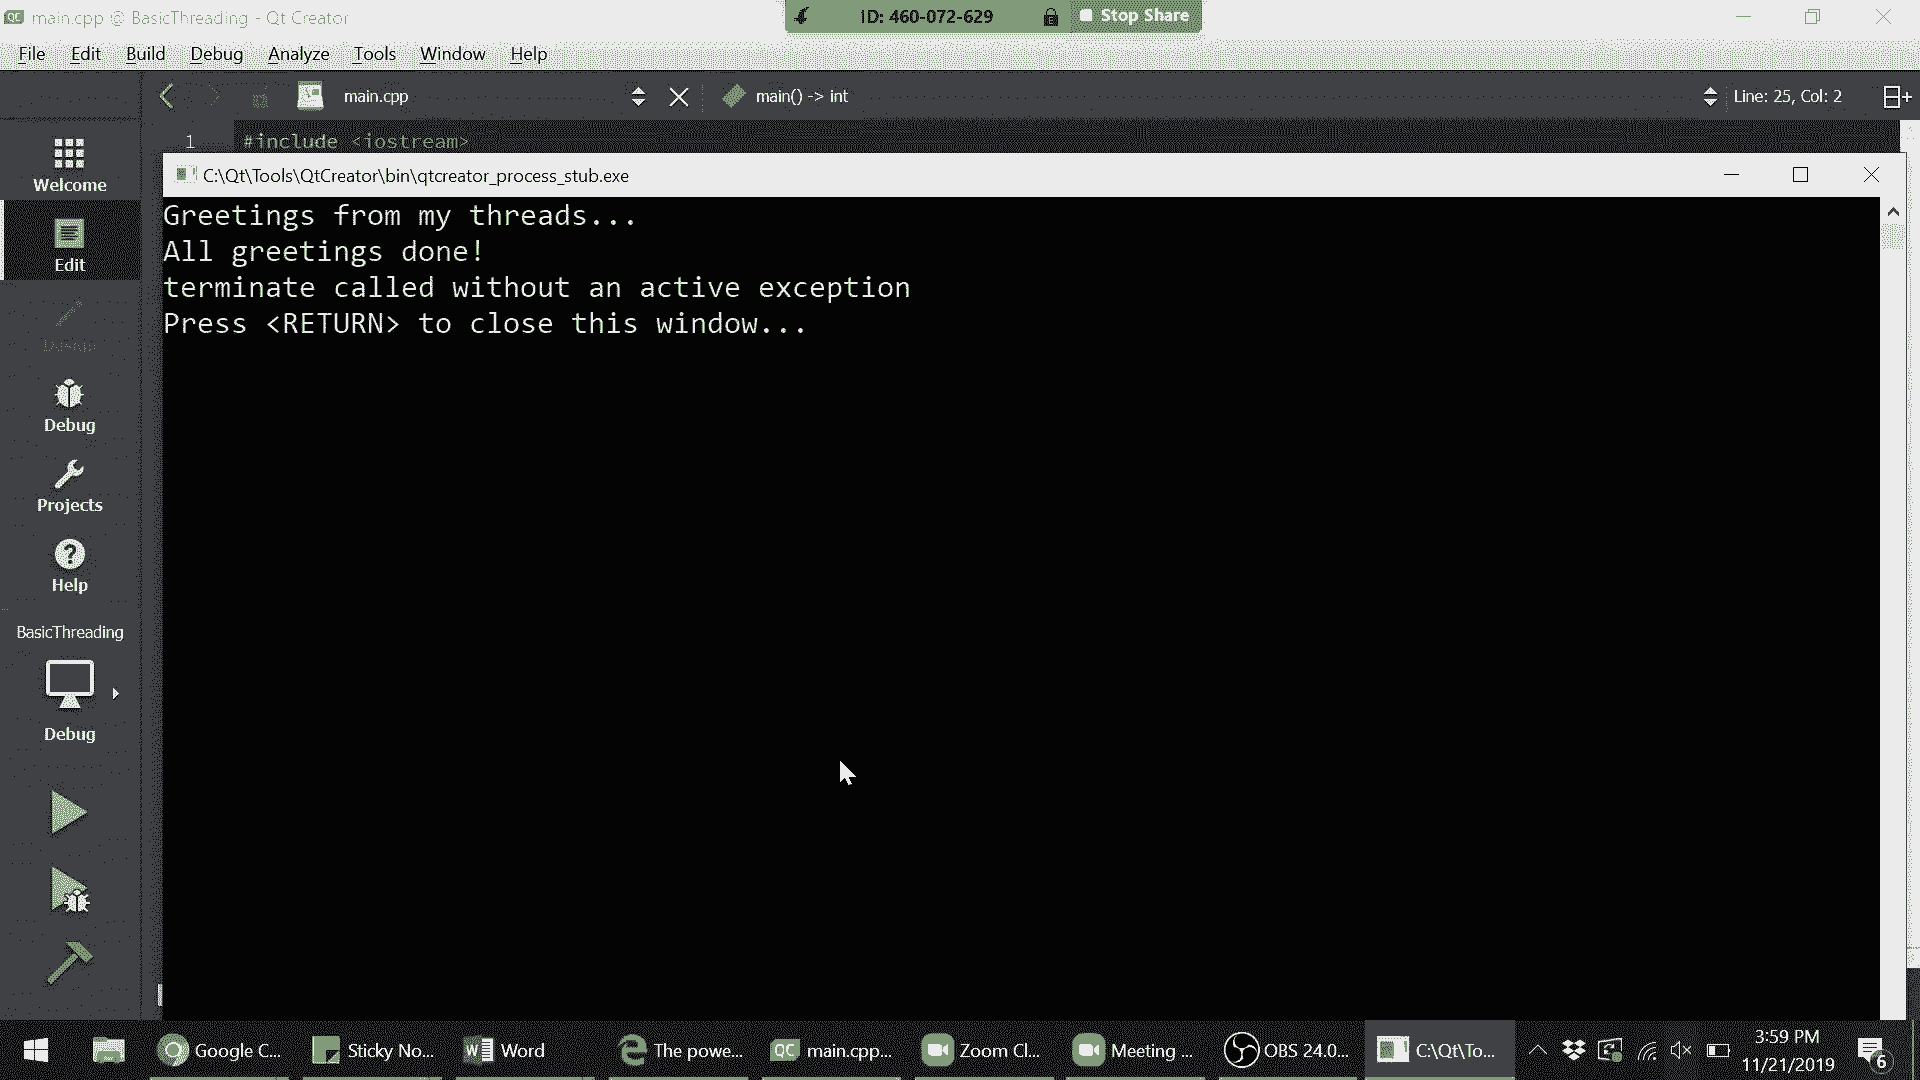 main.cpp @ BasicThreading - Qt Creator
ID: 460-072-629
Stop Share
File Edit Build Debug Analyze Tools Window Help
main.cpp
main() -> int
Line: 25, Col: 2
1 #include <iostream>
Welcome
C:\Qt\Tools\QtCreator\bin\qtcreator_process_stub.exe
Greetings from my threads...
All greetings done!
terminate called without an active exception
Press <RETURN> to close this window...
Edit
Design
Debug
Projects
Help
BasicThreading
Debug
Google C...
Sticky No...
Word
The powe...
QC main.cpp...
Zoom Cl...
Meeting ...
OBS 24.0...
C:\Qt\To...
3:59 PM
11/21/2019
6